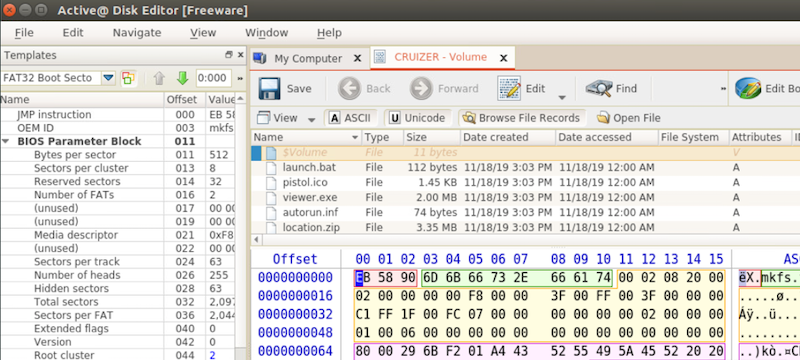 Active@ Disk Editor [Freeware]
File Edit Navigate View Window Help
Templates
FAT32 Boot Secto 0:000
Name Offset Value
JMP instruction 000 EB 58
OEM ID 003 mkfs
BIOS Parameter Block 011
Bytes per sector 011 512
Sectors per cluster 013 8
Reserved sectors 014 32
Number of FATs 016 2
(unused) 017 00 00
(unused) 019 00 00
Media descriptor 021 0xF8
(unused) 022 00 00
Sectors per track 024 63
Number of heads 026 255
Hidden sectors 028 63
Total sectors 032 2,097
Sectors per FAT 036 2,044
Extended flags 040 0
Version 042 0
Root cluster 044 2
My Computer CRUIZER - Volume
Save Back Forward Edit Find Edit Bo
View ASCII Unicode Browse File Records Open File
Name Type Size Date created Date accessed File System Attributes ID
$Volume File 11 bytes V
launch.bat File 112 bytes 11/18/19 3:03 PM 11/18/19 12:00 AM A
pistol.ico File 1.45 KB 11/18/19 3:03 PM 11/18/19 12:00 AM A
viewer.exe File 2.00 MB 11/18/19 3:03 PM 11/18/19 12:00 AM A
autorun.inf File 74 bytes 11/18/19 3:03 PM 11/18/19 12:00 AM A
location.zip File 3.35 MB 11/18/19 3:03 PM 11/18/19 12:00 AM A
Offset 00 01 02 03 04 05 06 07 08 09 10 11 12 13 14 15 ASC
0000000000 EB 58 90 6D 6B 66 73 2E 66 61 74 00 02 08 20 00 ëX.mkfs.
0000000016 02 00 00 00 00 F8 00 00 3F 00 FF 00 3F 00 00 00 .....ø..
0000000032 C1 FF 1F 00 FC 07 00 00 00 00 00 00 02 00 00 00 Áÿ..ü...
0000000048 01 00 06 00 00 00 00 00 00 00 00 00 00 00 00 00 ........
0000000064 80 00 29 6B F2 01 A4 43 52 55 49 5A 45 52 20 20 ..)kò.¤C